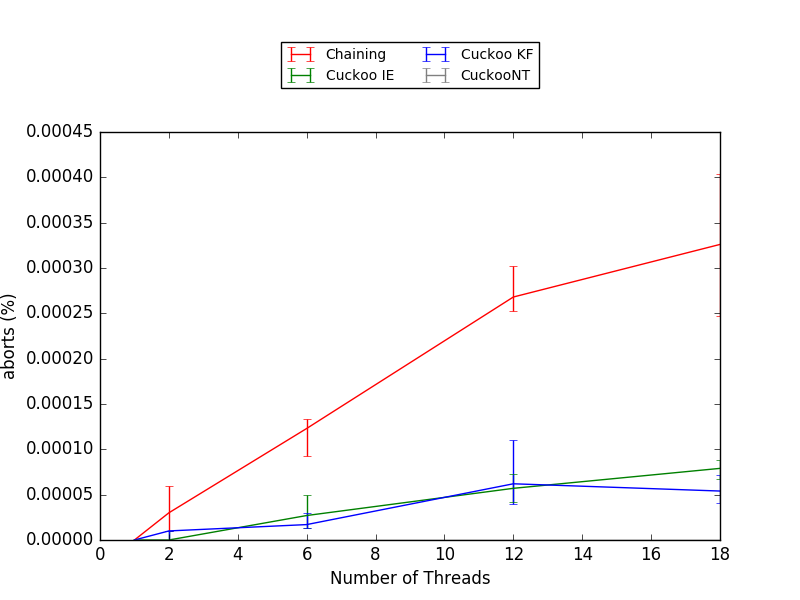 Chaining Cuckoo KF
Cuckoo IE CuckooNT
0.00045
0.00040
0.00035
0.00030
0.00025
0.00020
0.00015
0.00010
0.00005
0.00000
aborts (%)
0 2 4 6 8 10 12 14 16 18
Number of Threads